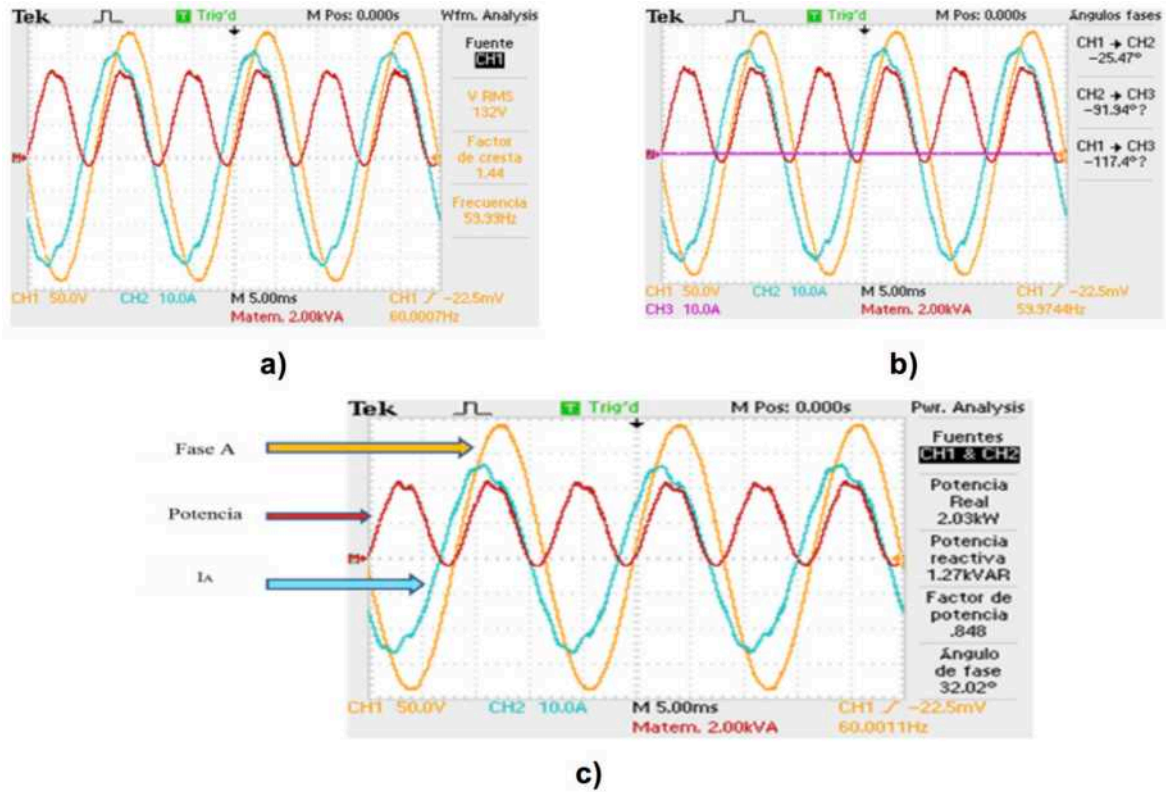 Tek Trig'd M Pos: 0.000s Wfm. Analysis
Fuente
CH1
V RMS
132V
Factor
de cresta
1.44
Frecuencia
59.99Hz
M
CH1 50.0V CH2 10.0A M 5.00ms CH1 -22.5mV
Matem. 2.00kVA 60.0007Hz
a)
Tek Trig'd M Pos: 0.000s Ángulos fases
CH1 → CH2
-25.47°
CH2 → CH3
-91.94°?
CH1 → CH3
-117.4°?
CH1 50.0V CH2 10.0A M 5.00ms CH1 -22.5mV
CH3 10.0A Matem. 2.00kVA 59.9744Hz
b)
Tek Trig'd M Pos: 0.000s Pwr. Analysis
Fase A
Potencia
IA
Fuentes
CH1 & CH2
Potencia
Real
2.03kW
Potencia
reactiva
1.27kVAR
Factor de
potencia
.848
Ángulo
de fase
32.02°
M
CH1 50.0V CH2 10.0A M 5.00ms CH1 -22.5mV
Matem. 2.00kVA 60.0011Hz
c)